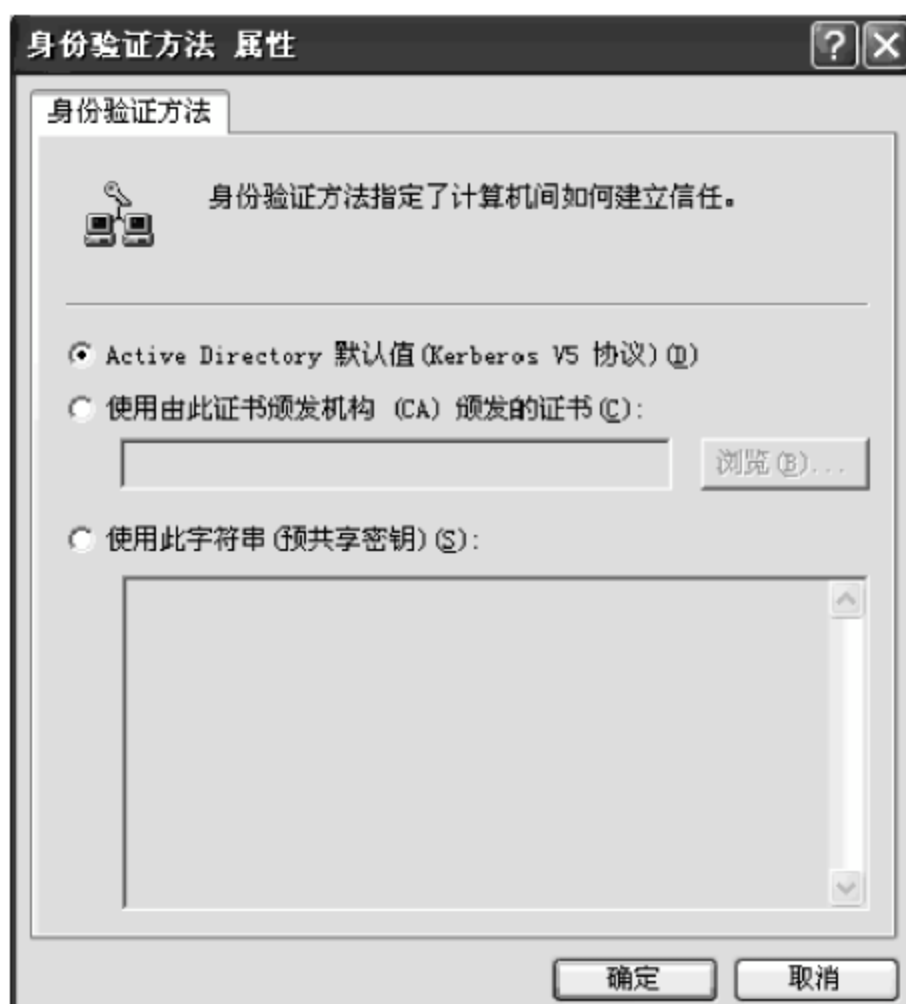 身份验证方法 属性
身份验证方法
身份验证方法指定了计算机间如何建立信任。
Active Directory 默认值(Kerberos V5 协议)(D)
使用由此证书颁发机构 (CA) 颁发的证书(C):
浏览(B)...
使用此字符串(预共享密钥)(S):
确定 取消